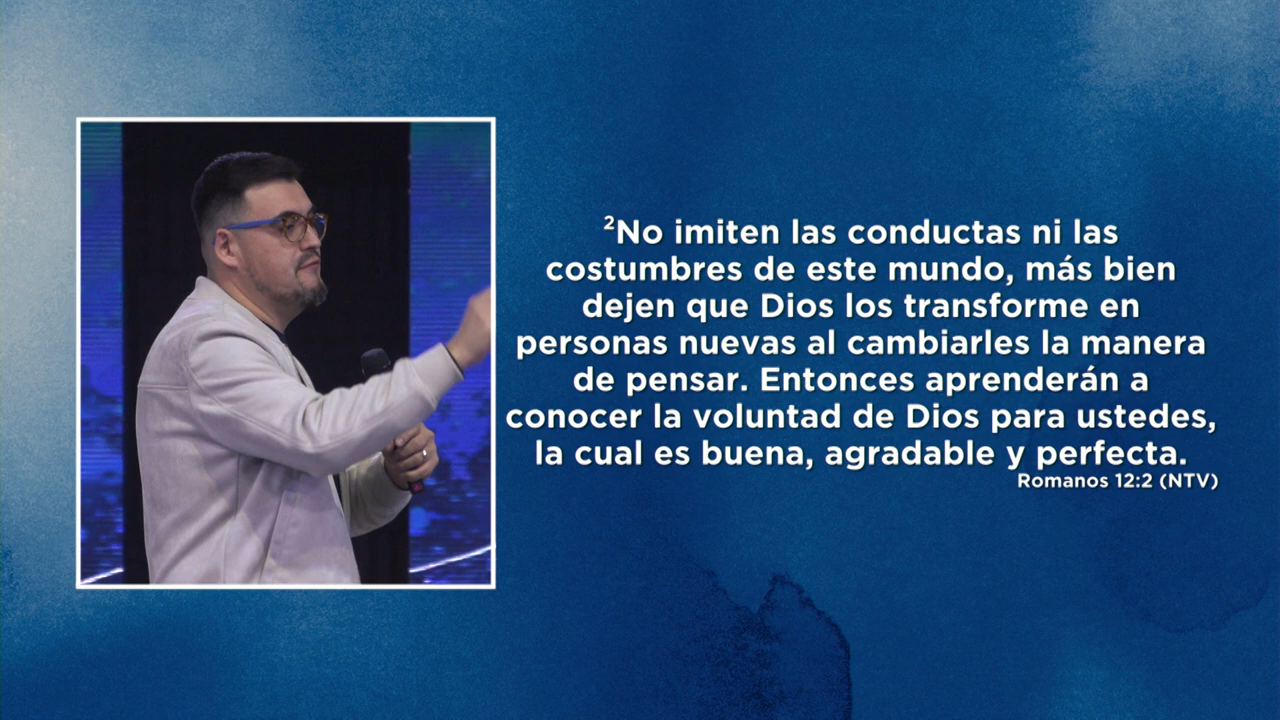 ²No imiten las conductas ni las
costumbres de este mundo, más bien
dejen que Dios los transforme en
personas nuevas al cambiarles la manera
de pensar. Entonces aprenderán a
conocer la voluntad de Dios para ustedes,
la cual es buena, agradable y perfecta.
Romanos 12:2 (NTV)